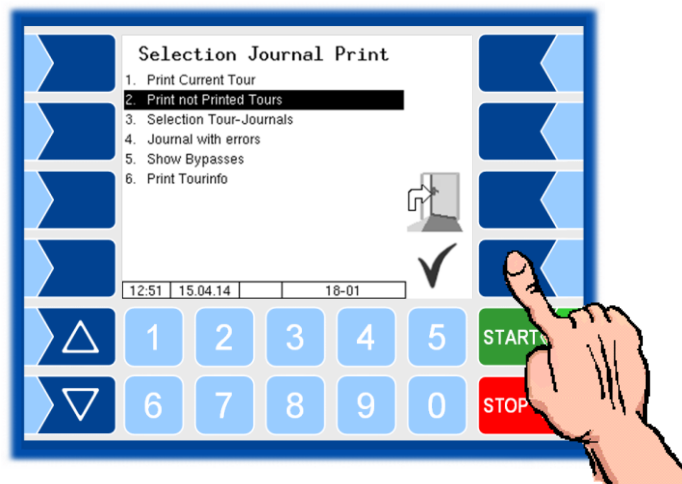 Selection Journal Print
1. Print Current Tour
2. Print not Printed Tours
3. Selection Tour-Journals
4. Journal with errors
5. Show Bypasses
6. Print Tourinfo
12:51 15.04.14 18-01
1 2 3 4 5 START
6 7 8 9 0 STOP